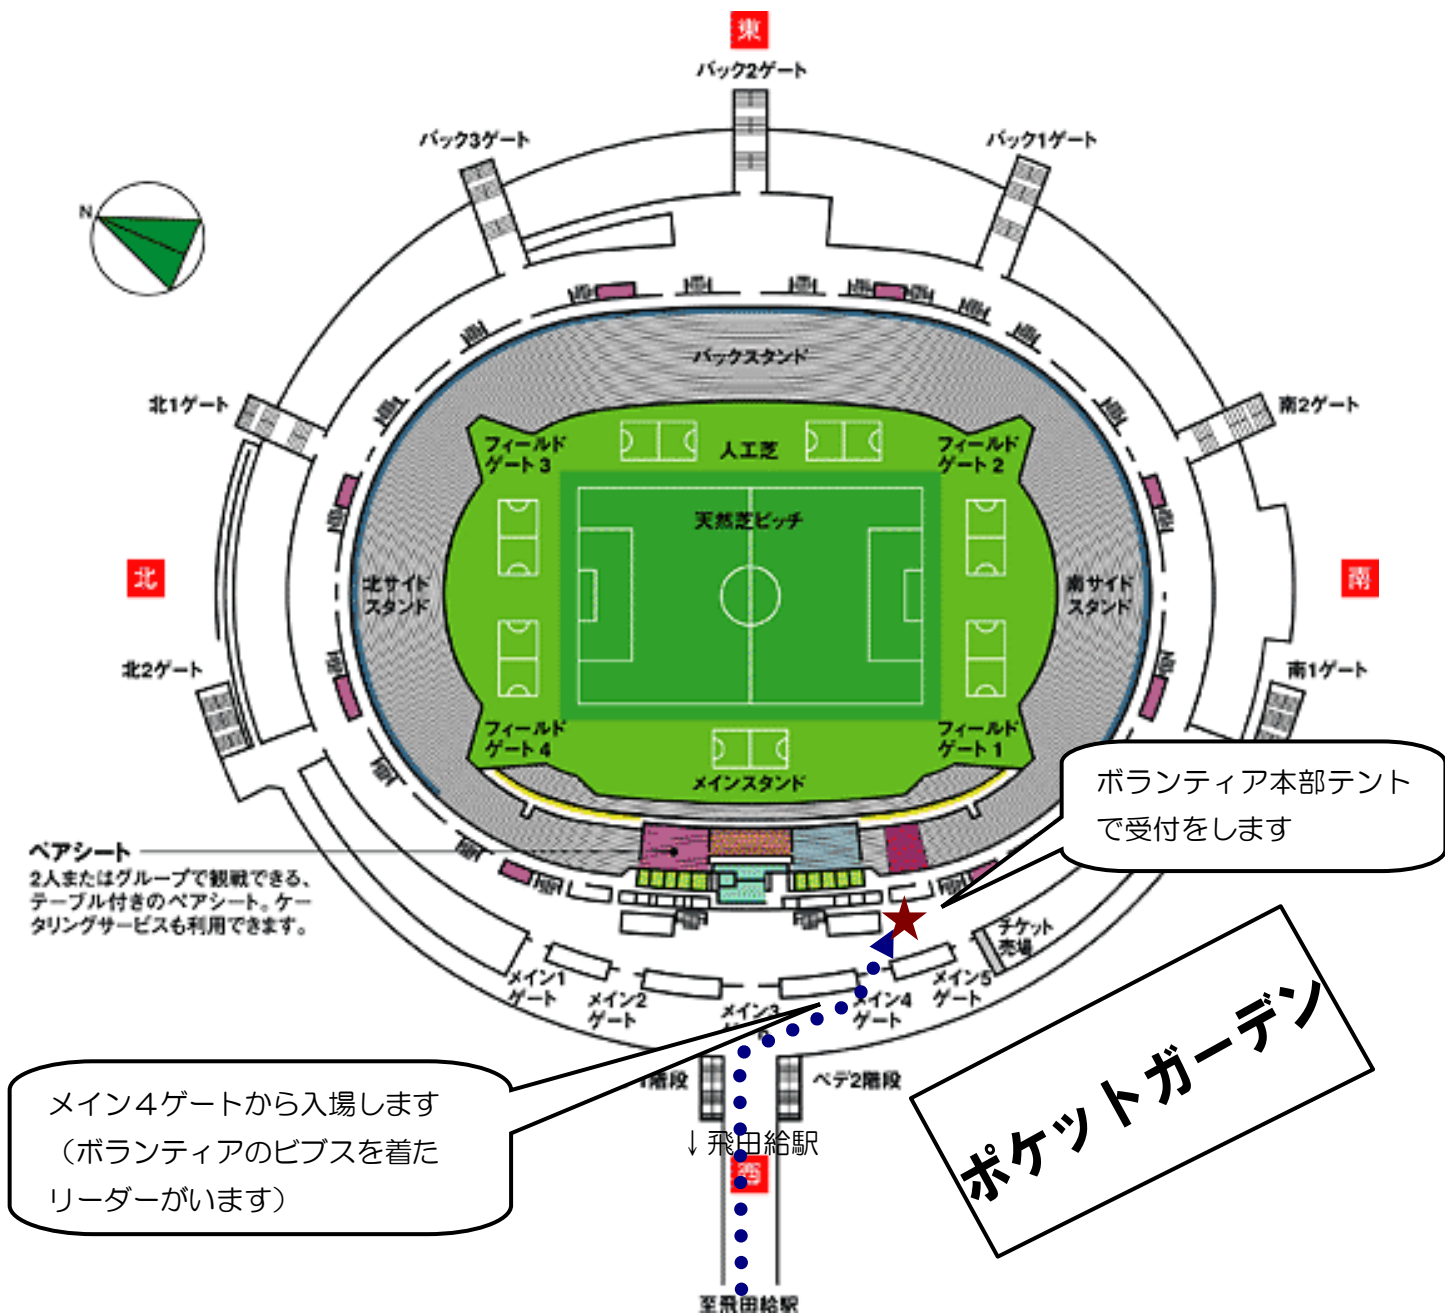 東
バック2ゲート
バック3ゲート
バック1ゲート
N
バックスタンド
北1ゲート
南2ゲート
フィールド
ゲート3
人工芝
フィールド
ゲート2
天然芝ピッチ
北
北サイド
スタンド
南サイド
スタンド
南
北2ゲート
南1ゲート
フィールド
ゲート4
フィールド
ゲート1
メインスタンド
ボランティア本部テント
で受付をします
ペアシート
2人またはグループで観戦できる、
テーブル付きのペアシート。ケー
タリングサービスも利用できます。
チケット
売場
メイン1
ゲート
メイン2
ゲート
メイン3
メイン4
ゲート
メイン5
ゲート
ポケットガーデン
メイン4ゲートから入場します
(ボランティアのビブスを着た
リーダーがいます)
1階段
ペデ2階段
↓飛田給駅
西
至飛田給駅